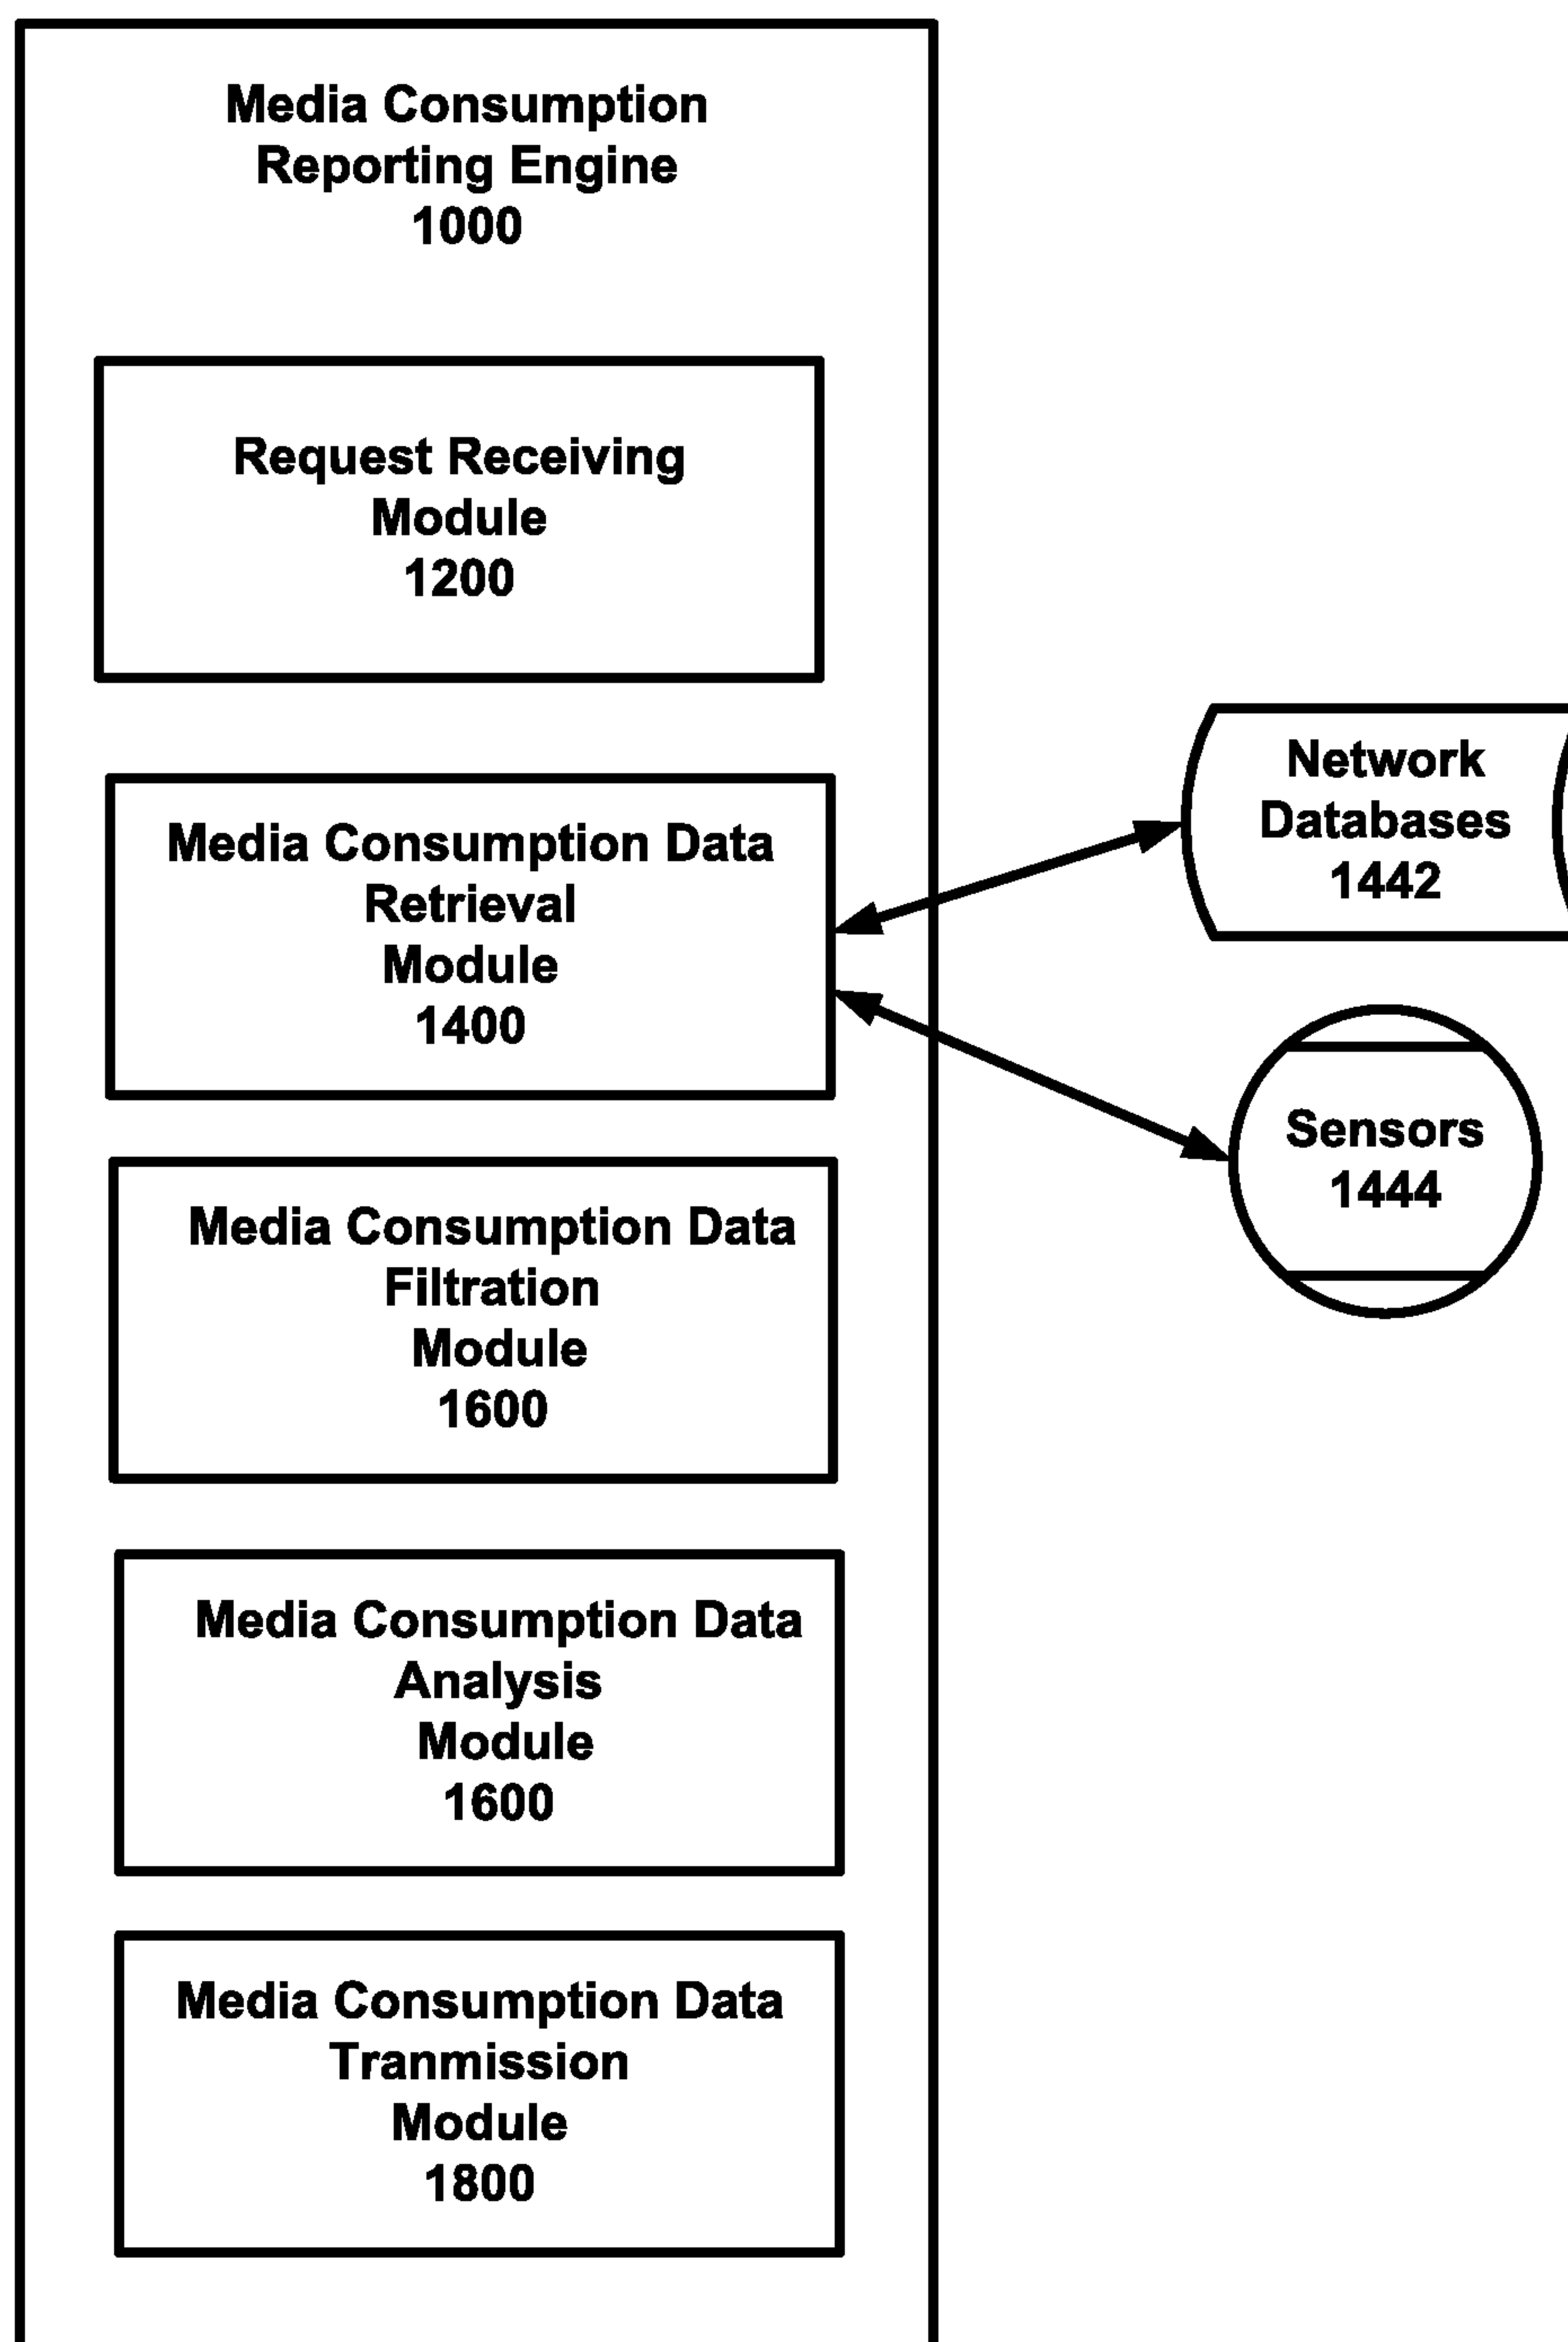 Media Consumption
Reporting Engine
1000
Request Receiving
Module
1200
Media Consumption Data
Retrieval
Module
1400
Network
Databases
1442
Sensors
1444
Media Consumption Data
Filtration
Module
1600
Media Consumption Data
Analysis
Module
1600
Media Consumption Data
Tranmission
Module
1800